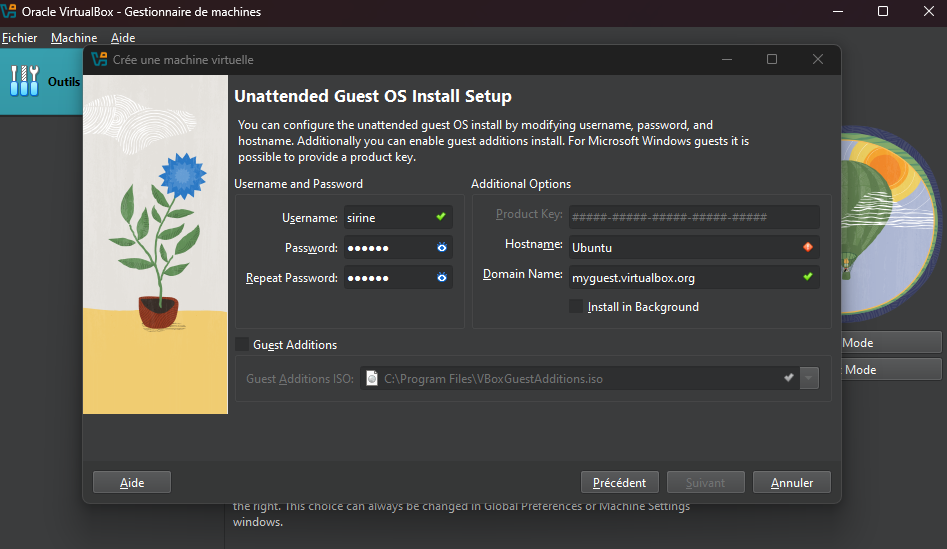 Oracle VirtualBox - Gestionnaire de machines
Fichier Machine Aide
Outils
Crée une machine virtuelle
Unattended Guest OS Install Setup
You can configure the unattended guest OS install by modifying username, password, and
hostname. Additionally you can enable guest additions install. For Microsoft Windows guests it is
possible to provide a product key.
Username and Password
Username: sirine
Password: ●●●●●●
Repeat Password: ●●●●●●
Additional Options
Product Key: #####-#####-#####-#####-#####
Hostname: Ubuntu
Domain Name: myguest.virtualbox.org
Install in Background
Guest Additions
Guest Additions ISO: C:\Program Files\VBoxGuestAdditions.iso
Mode
Mode
Aide Précédent Suivant Annuler
the right. This choice can always be changed in Global Preferences or Machine Settings
windows.